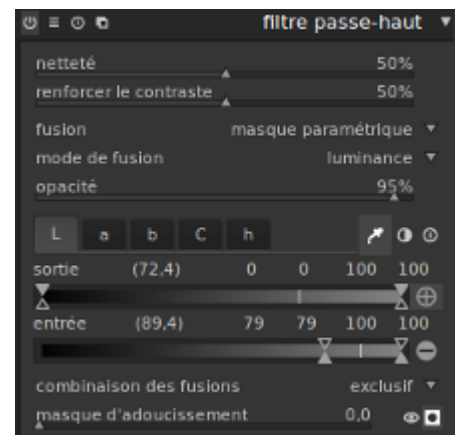 filtre passe-haut
netteté 50%
renforcer le contraste 50%
fusion masque paramétrique
mode de fusion luminance
opacité 95%
L a b C h
sortie (72,4) 0 0 100 100
entrée (89,4) 79 79 100 100
combinaison des fusions exclusif
masque d'adoucissement 0,0